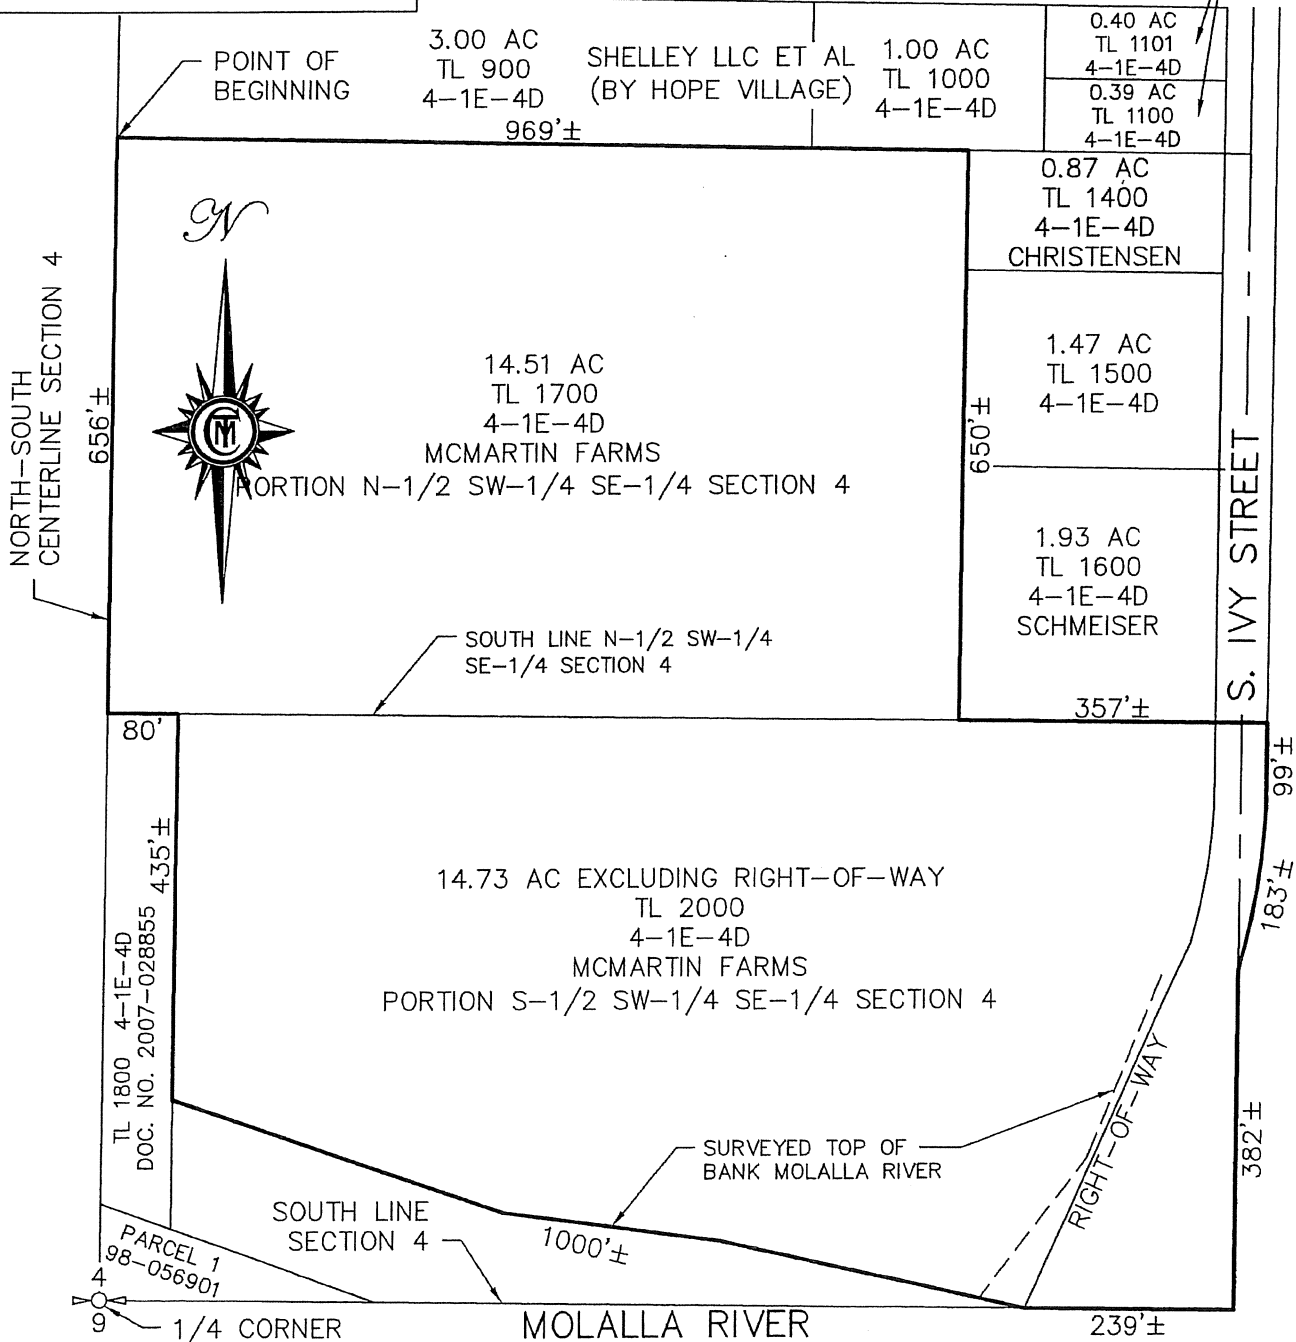 POINT OF
BEGINNING
3.00 AC
TL 900
4-1E-4D
SHELLEY LLC ET AL
(BY HOPE VILLAGE)
1.00 AC
TL 1000
4-1E-4D
0.40 AC
TL 1101
4-1E-4D
0.39 AC
TL 1100
4-1E-4D
969'±
N
0.87 AC
TL 1400
4-1E-4D
CHRISTENSEN
NORTH-SOUTH
CENTERLINE SECTION 4
656'±
14.51 AC
TL 1700
4-1E-4D
MCMARTIN FARMS
PORTION N-1/2 SW-1/4 SE-1/4 SECTION 4
650'±
1.47 AC
TL 1500
4-1E-4D
1.93 AC
TL 1600
4-1E-4D
SCHMEISER
S. IVY STREET
SOUTH LINE N-1/2 SW-1/4
SE-1/4 SECTION 4
357'±
80'
99'±
435'±
183'±
14.73 AC EXCLUDING RIGHT-OF-WAY
TL 2000
4-1E-4D
MCMARTIN FARMS
PORTION S-1/2 SW-1/4 SE-1/4 SECTION 4
TL 1800 4-1E-4D
DOC. NO. 2007-028855
RIGHT-OF-WAY
382'±
SURVEYED TOP OF
BANK MOLALLA RIVER
SOUTH LINE
SECTION 4
1000'±
PARCEL 1
98-056901
4
9
1/4 CORNER
MOLALLA RIVER
239'±